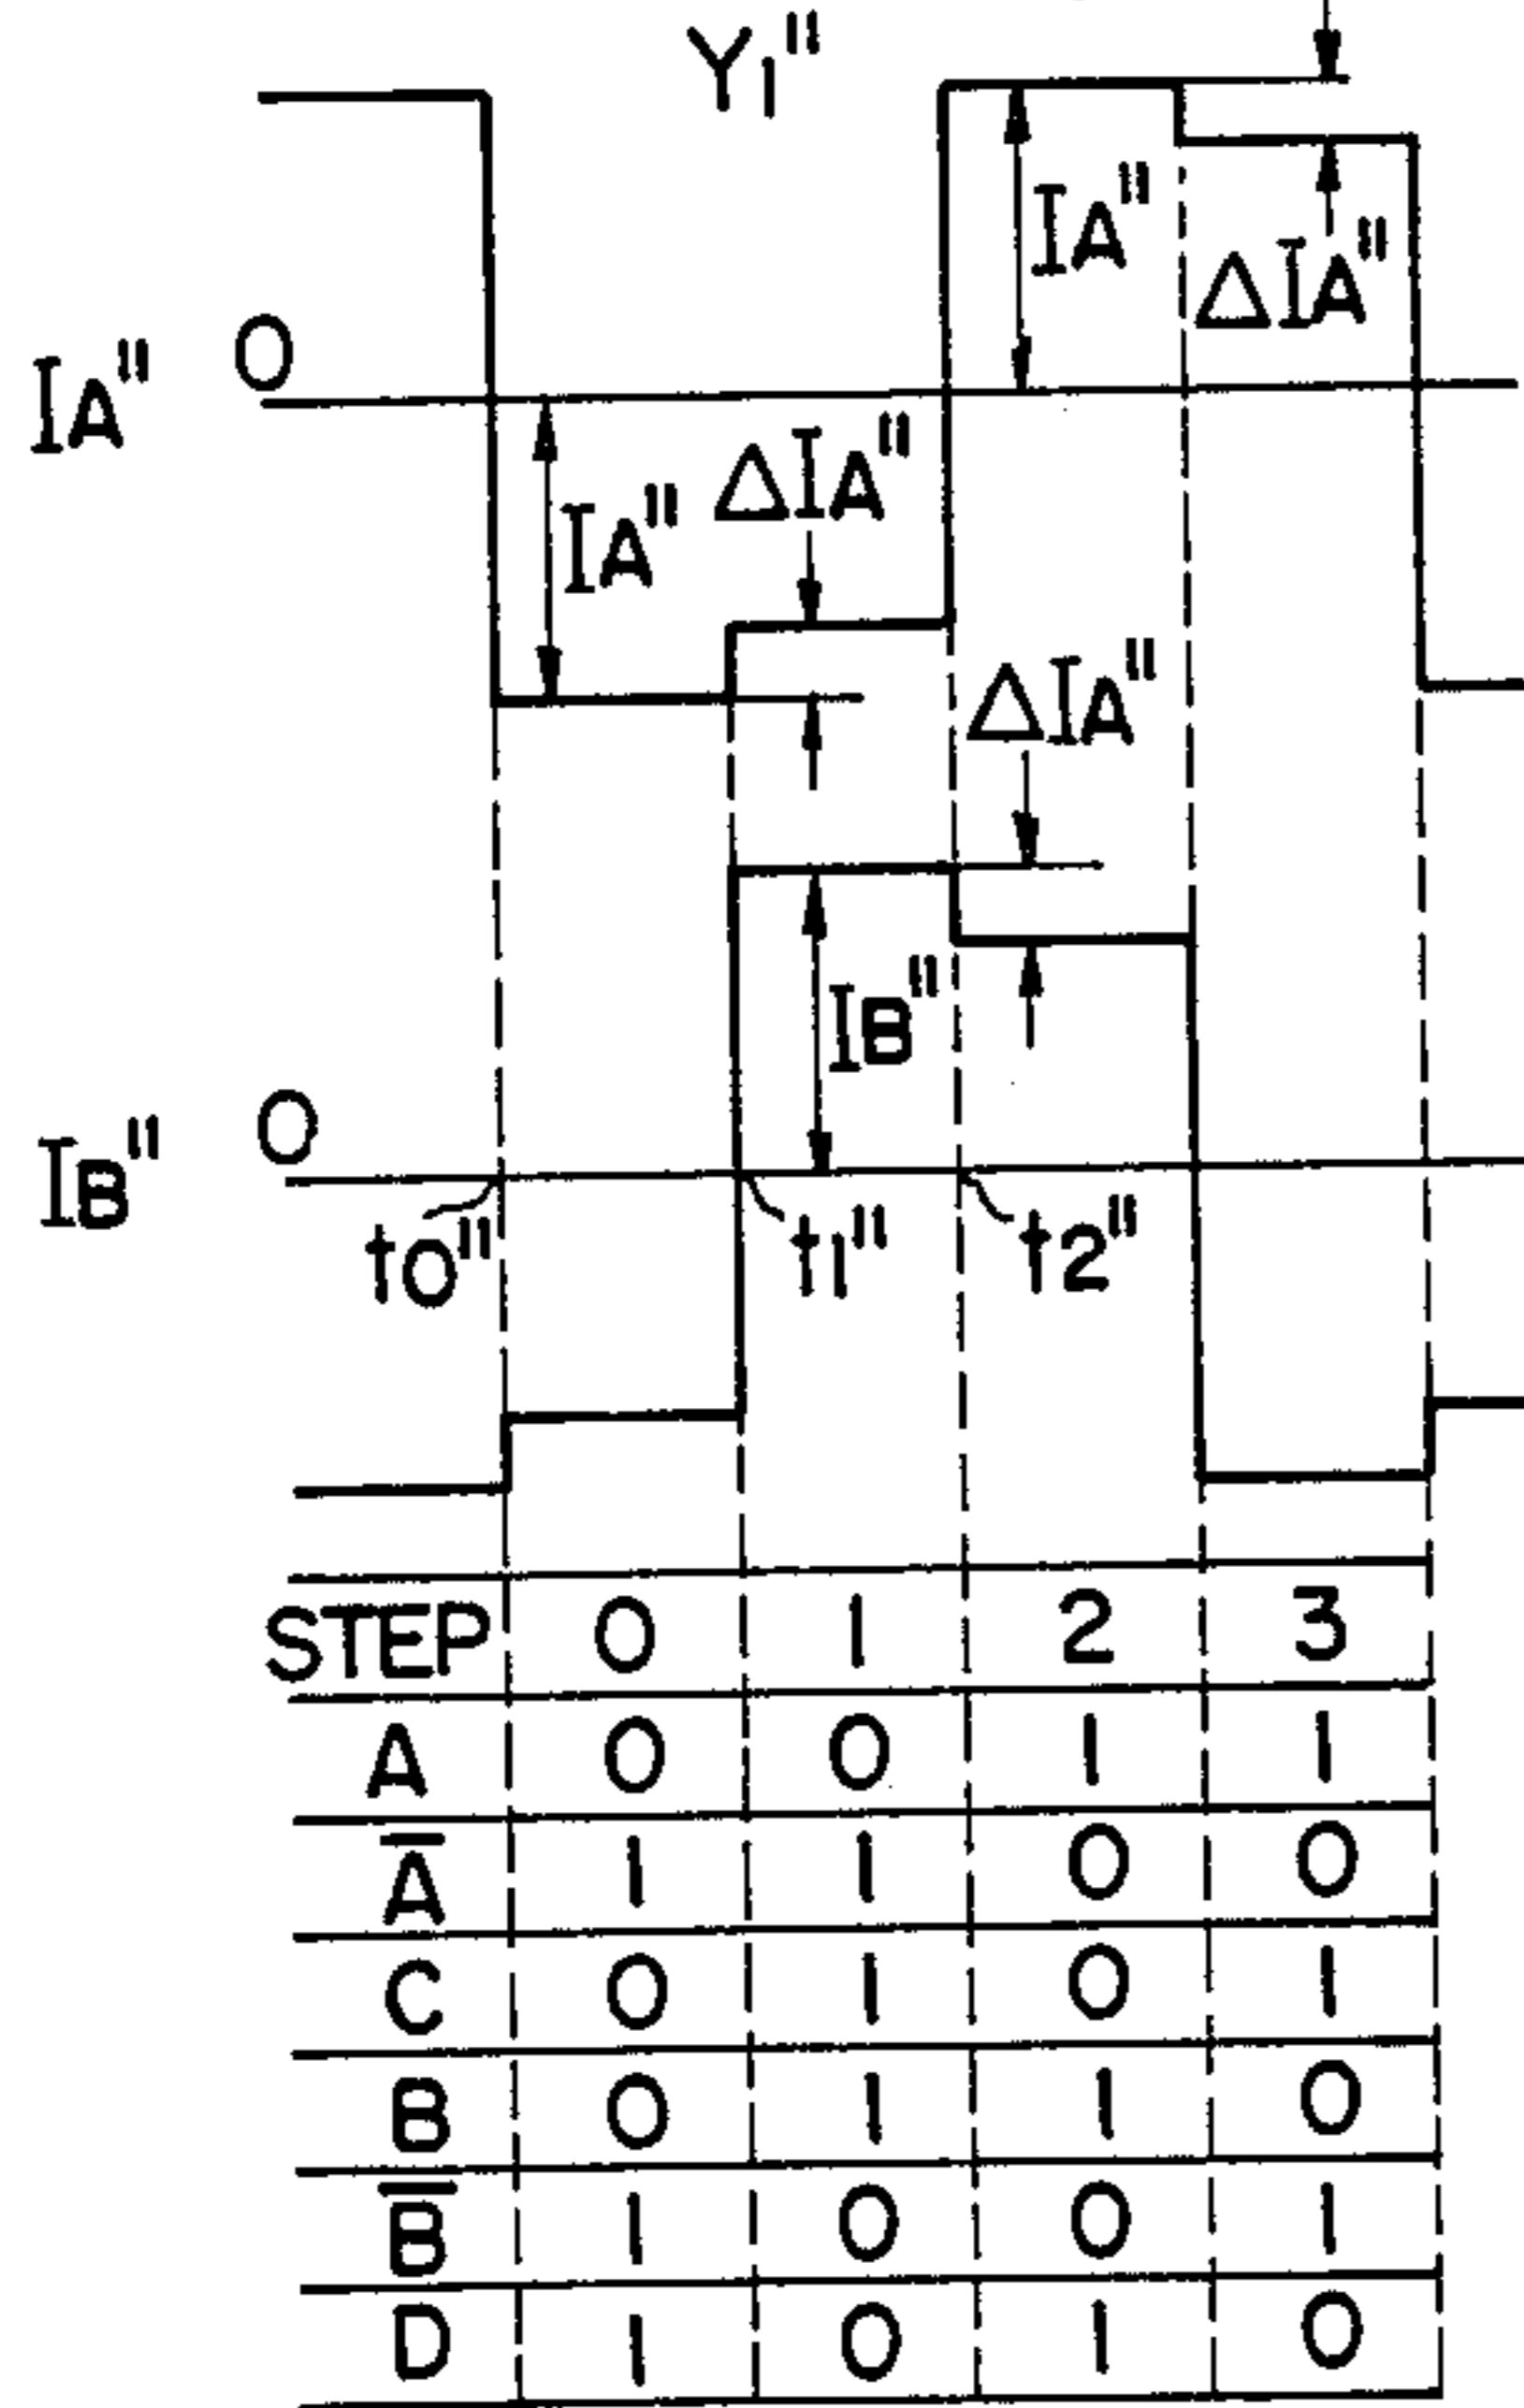 Y1"
IA"
ΔIA"
IA" 0
ΔIA"
IA"
ΔIA"
IB"
IB" 0
t0" t1" t2"
STEP 0 1 2 3
A 0 0 1 1
A̅ 1 1 0 0
C 0 1 0 1
B 0 1 1 0
B̅ 1 0 0 1
D 1 0 1 0